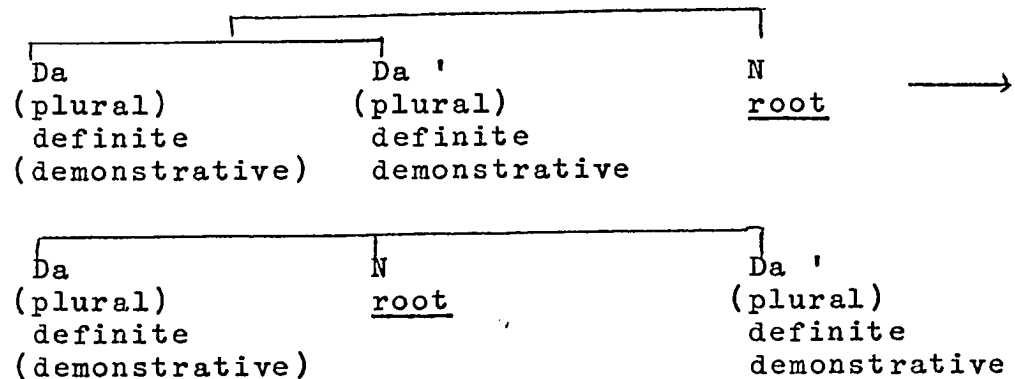 Da Da ' N
(plural) (plural) root ⟶
definite definite
(demonstrative) demonstrative
Da N Da '
(plural) root (plural)
definite definite
(demonstrative) demonstrative